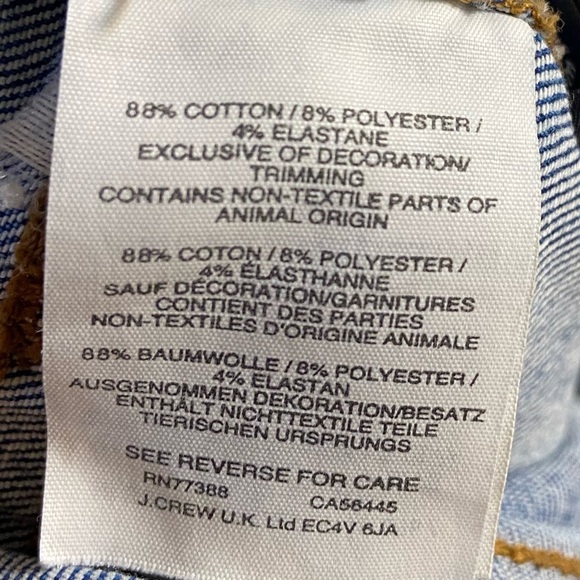 88% COTTON / 8% POLYESTER /
4% ELASTANE
EXCLUSIVE OF DECORATION/
TRIMMING
CONTAINS NON-TEXTILE PARTS OF
ANIMAL ORIGIN
88% COTON / 8% POLYESTER /
4% ÉLASTHANNE
SAUF DÉCORATION/GARNITURES
CONTIENT DES PARTIES
NON-TEXTILES D'ORIGINE ANIMALE
88% BAUMWOLLE / 8% POLYESTER /
4% ELASTAN
AUSGENOMMEN DEKORATION/BESATZ
ENTHÄLT NICHTTEXTILE TEILE
TIERISCHEN URSPRUNGS
SEE REVERSE FOR CARE
RN77388 CA56445
J.CREW U.K. Ltd EC4V 6JA